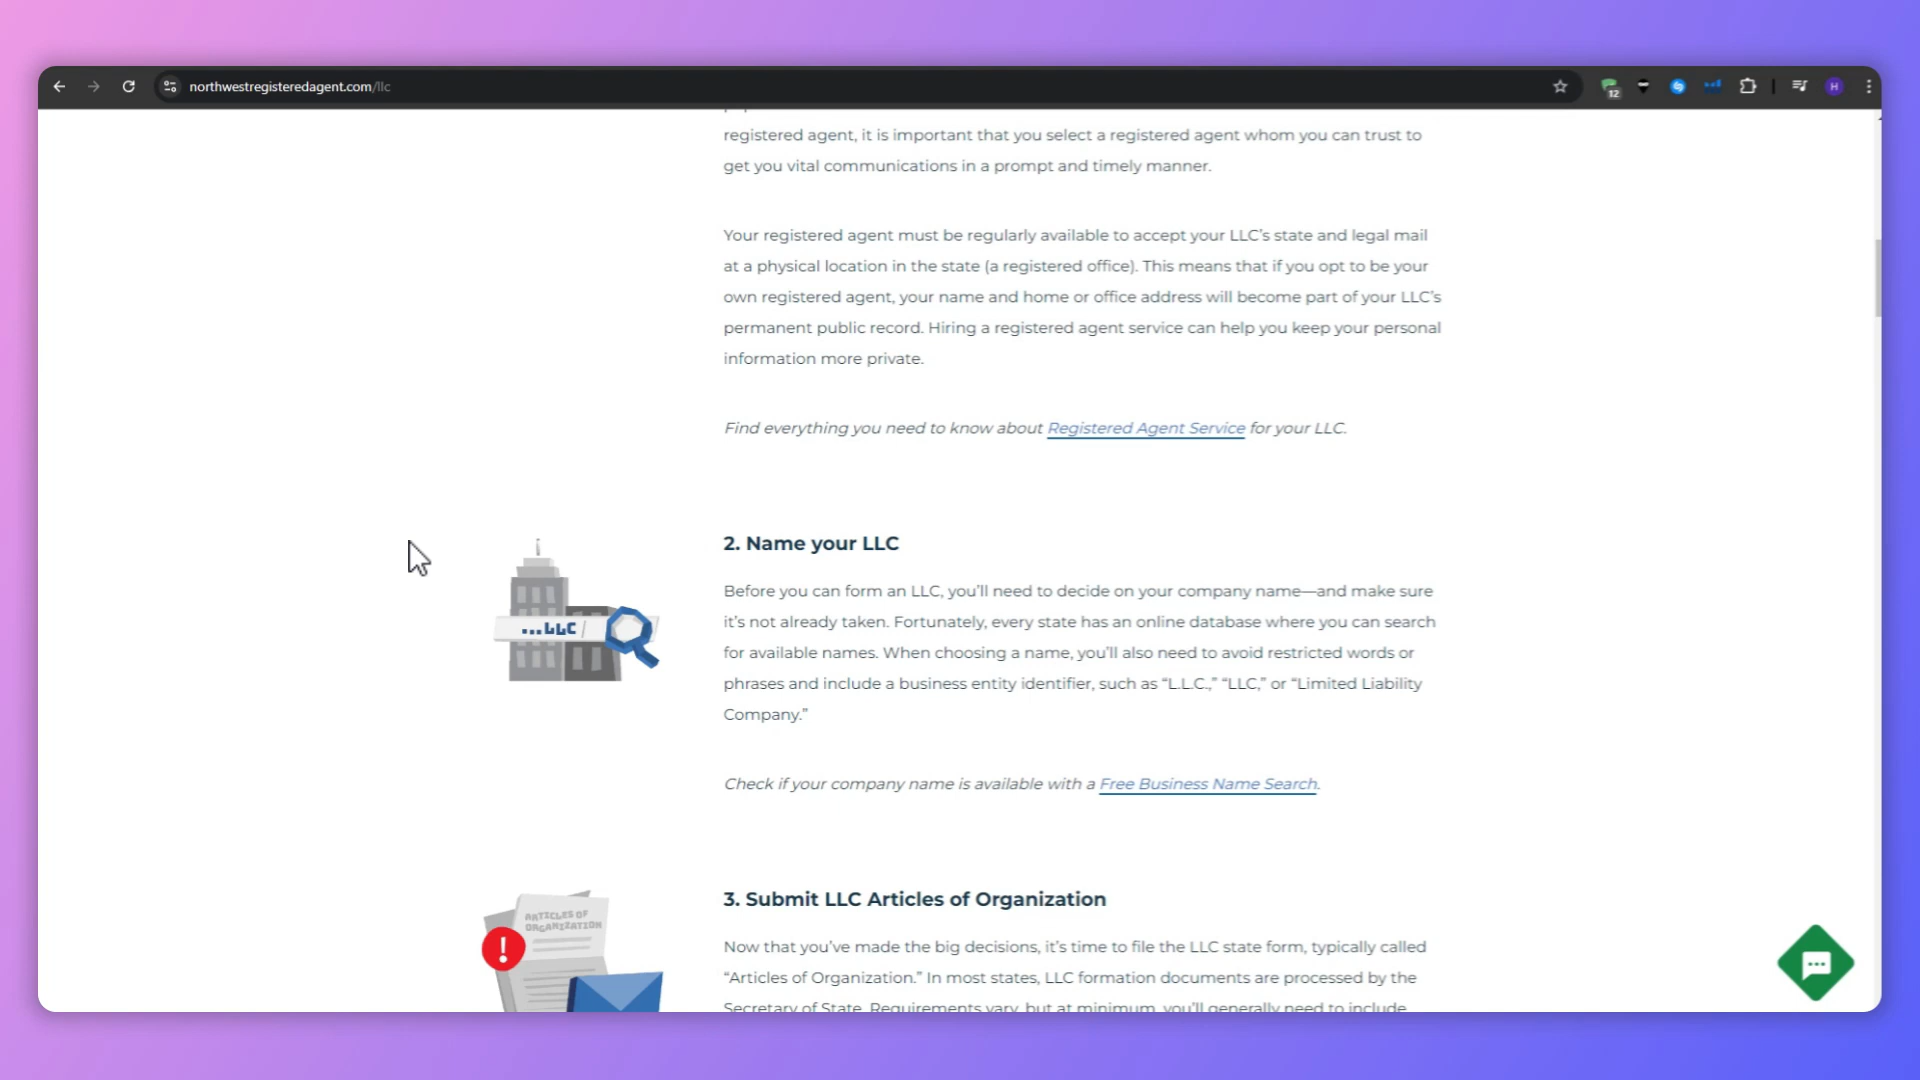 northwestregisteredagent.com/llc
12
H
registered agent, it is important that you select a registered agent whom you can trust to
get you vital communications in a prompt and timely manner.
Your registered agent must be regularly available to accept your LLC’s state and legal mail
at a physical location in the state (a registered office). This means that if you opt to be your
own registered agent, your name and home or office address will become part of your LLC’s
permanent public record. Hiring a registered agent service can help you keep your personal
information more private.
Find everything you need to know about Registered Agent Service for your LLC.
...LLC
2. Name your LLC
Before you can form an LLC, you’ll need to decide on your company name—and make sure
it’s not already taken. Fortunately, every state has an online database where you can search
for available names. When choosing a name, you’ll also need to avoid restricted words or
phrases and include a business entity identifier, such as “L.L.C.,” “LLC,” or “Limited Liability
Company.”
Check if your company name is available with a Free Business Name Search.
ARTICLES OF
ORGANIZATION
!
3. Submit LLC Articles of Organization
Now that you’ve made the big decisions, it’s time to file the LLC state form, typically called
“Articles of Organization.” In most states, LLC formation documents are processed by the
Secretary of State. Requirements vary, but at minimum, you’ll generally need to include